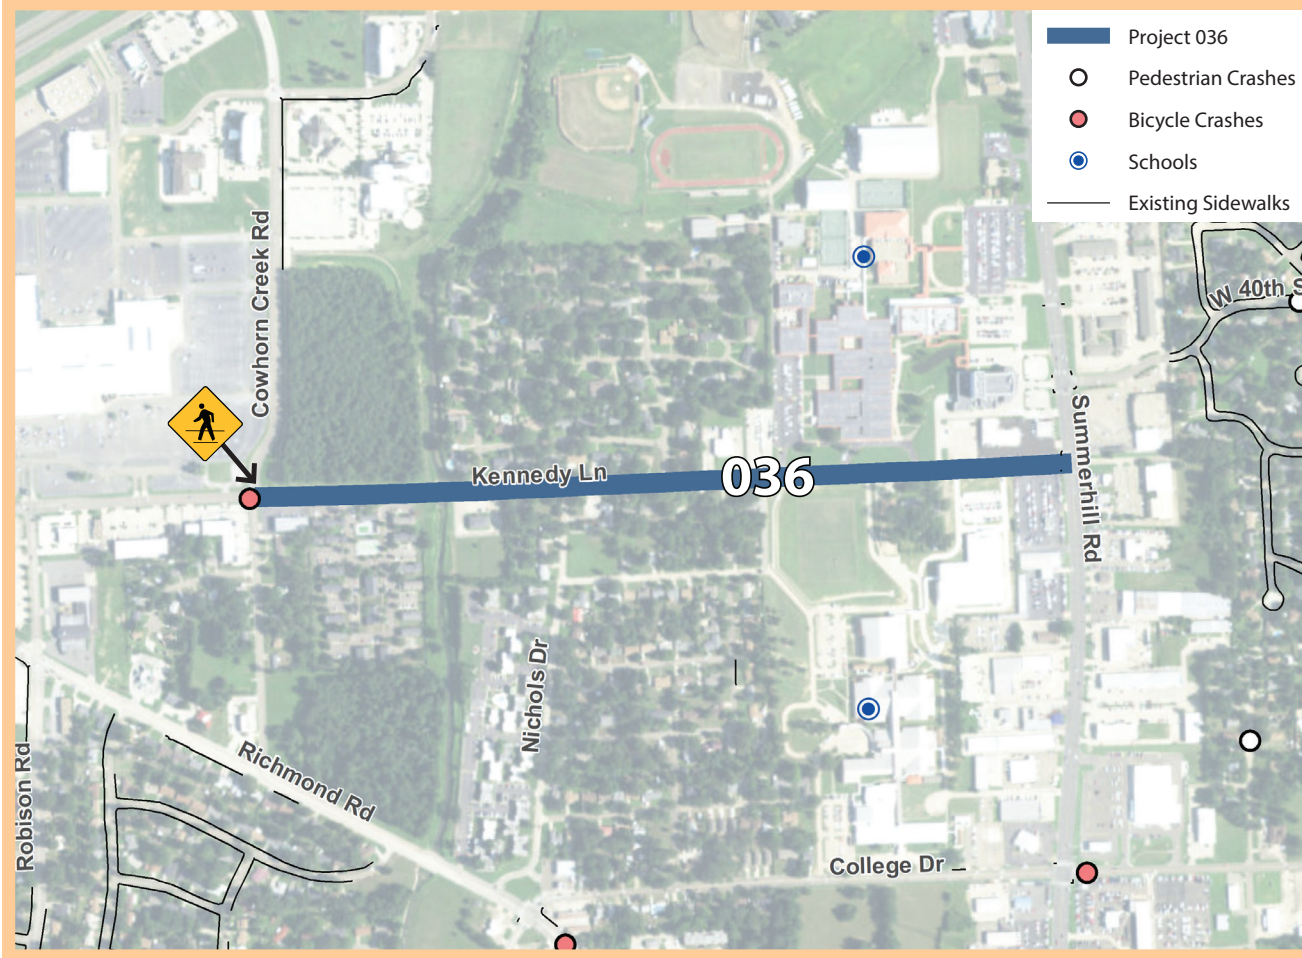 Project 036
Pedestrian Crashes
Bicycle Crashes
Schools
Existing Sidewalks
Cowhorn Creek Rd
W 40th S
Kennedy Ln
036
Summerhill Rd
Nichols Dr
Richmond Rd
Robison Rd
College Dr